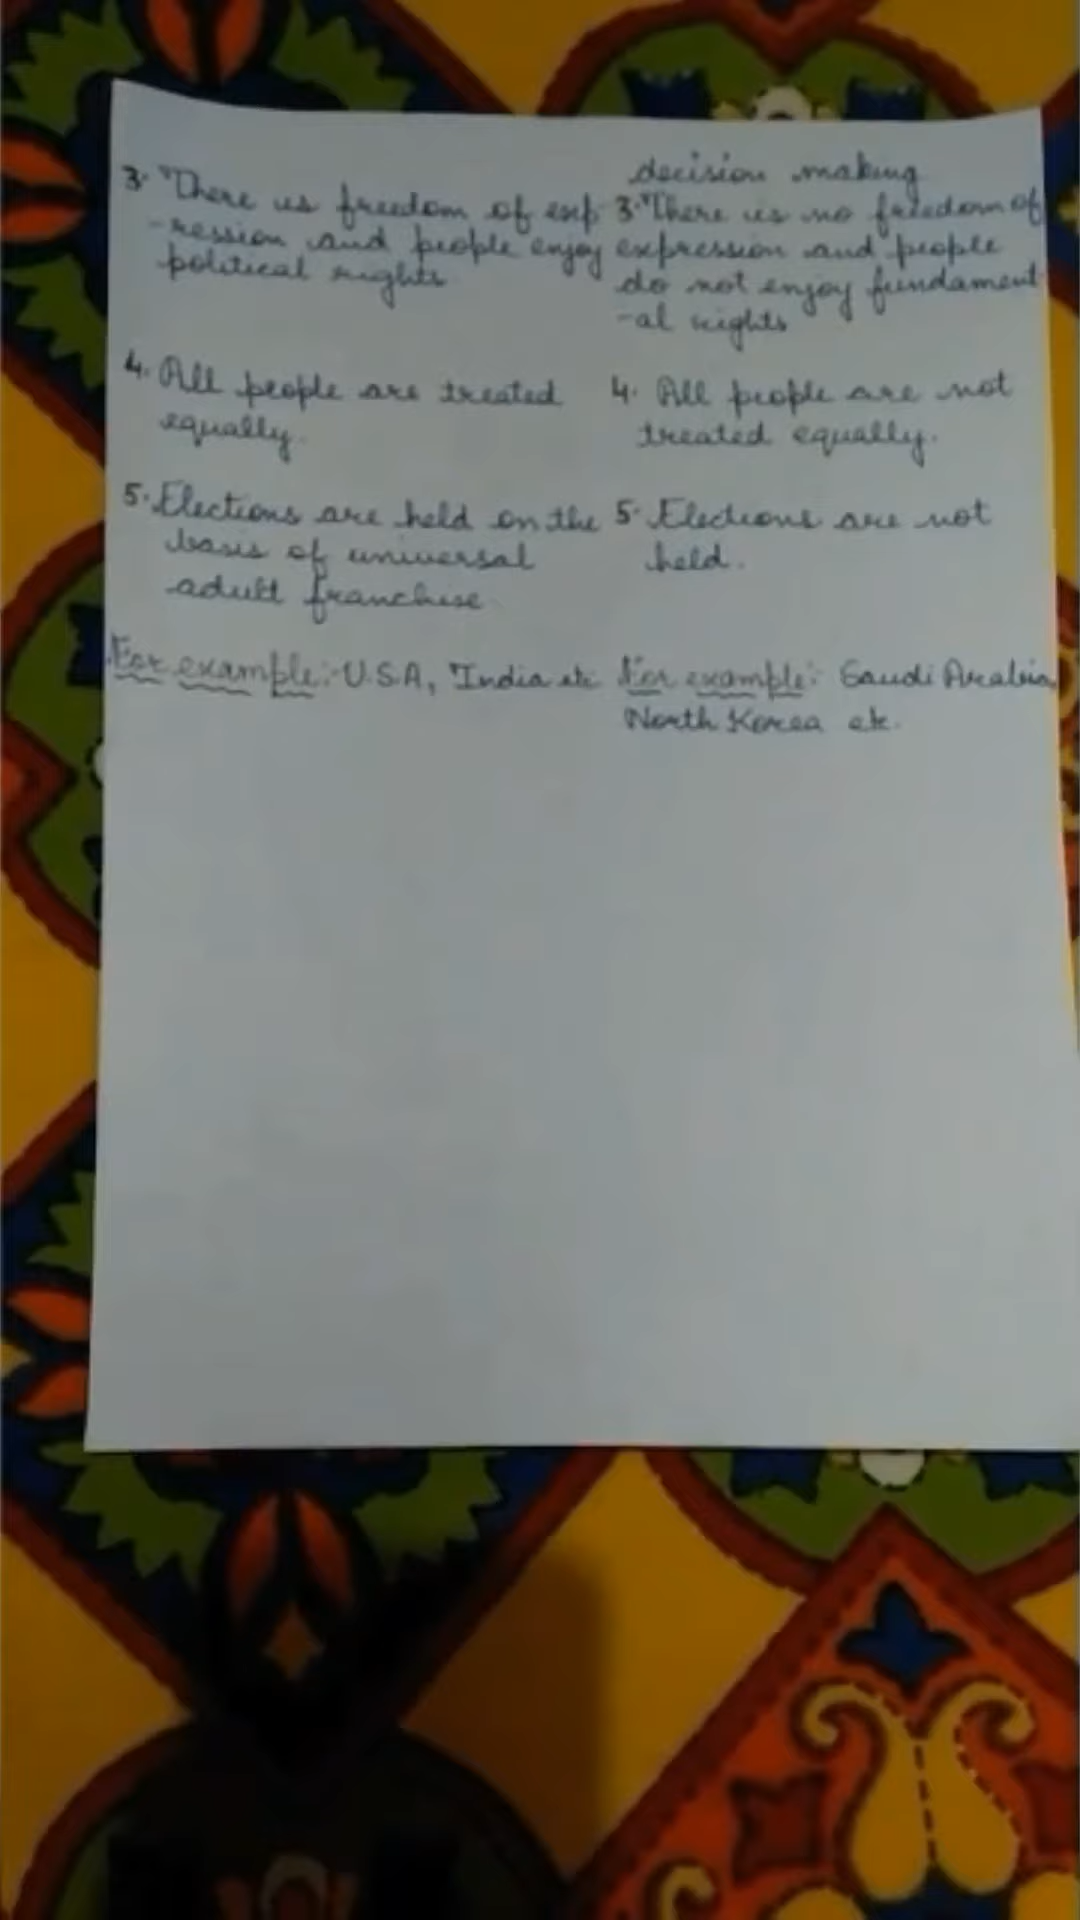 decision making
3. There is freedom of exp
-ression and people enjoy
political rights
3. There is no freedom of
expression and people
do not enjoy fundament
-al rights
4. All people are treated
equally.
4. All people are not
treated equally.
5. Elections are held on the
basis of universal
adult franchise
5. Elections are not
held.
For example:- U.S.A, India etc
For example: Saudi Arabia,
North Korea etc.